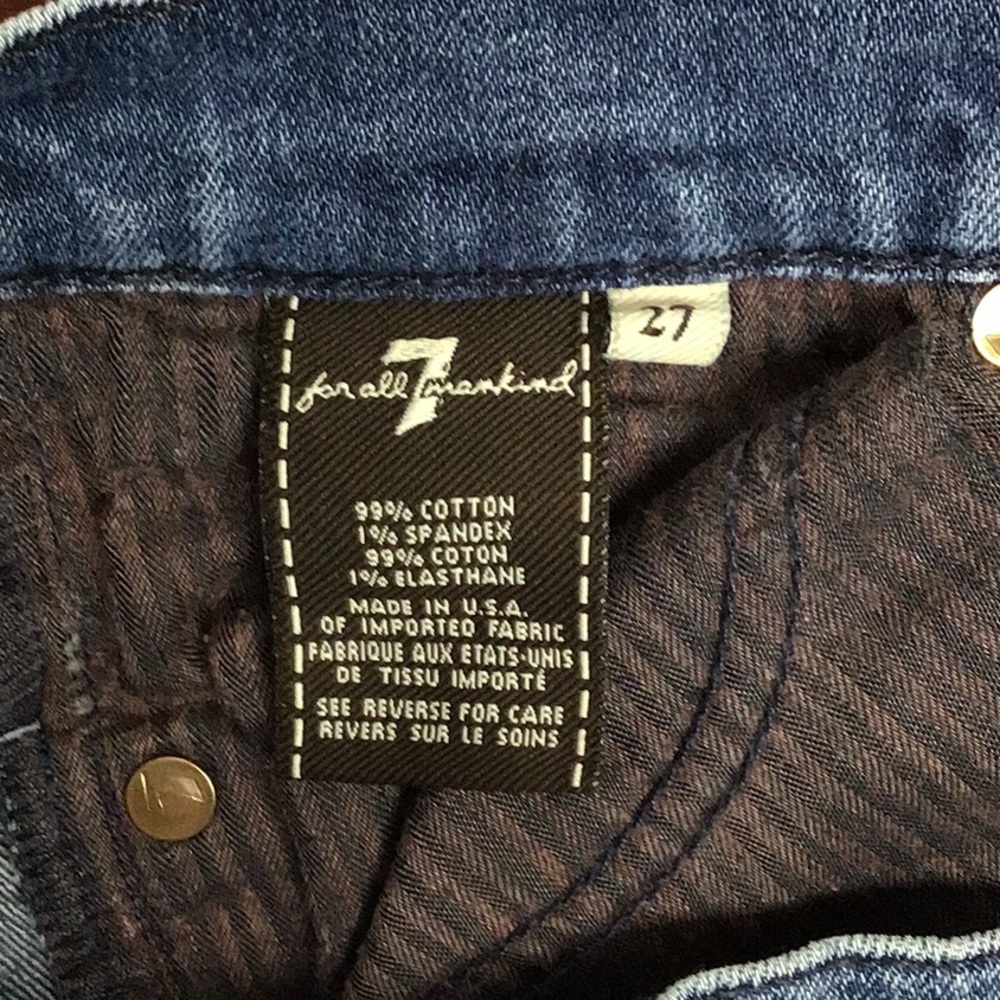 for all 7 mankind
27
99% COTTON
1% SPANDEX
99% COTON
1% ELASTHANE
MADE IN U.S.A.
OF IMPORTED FABRIC
FABRIQUE AUX ETATS-UNIS
DE TISSU IMPORTÉ
SEE REVERSE FOR CARE
REVERS SUR LE SOINS